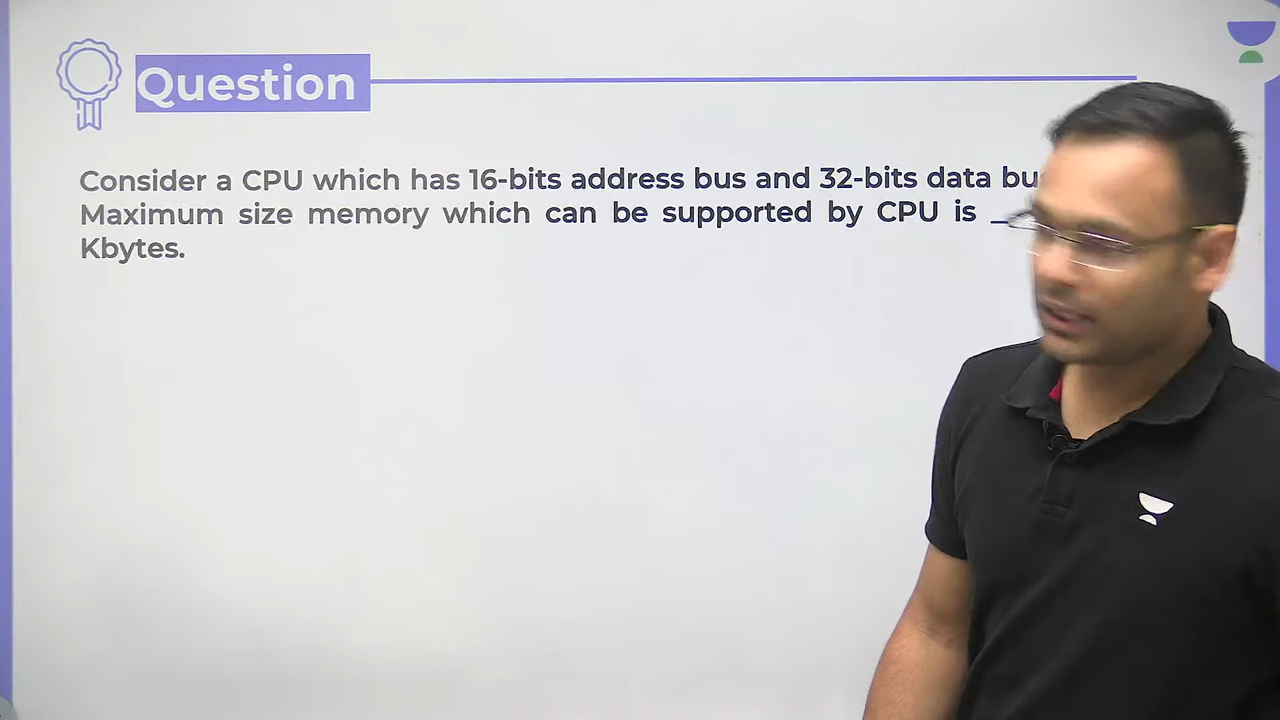 Question
Consider a CPU which has 16-bits address bus and 32-bits data
Maximum size memory which can be supported by CPU is _
Kbytes.